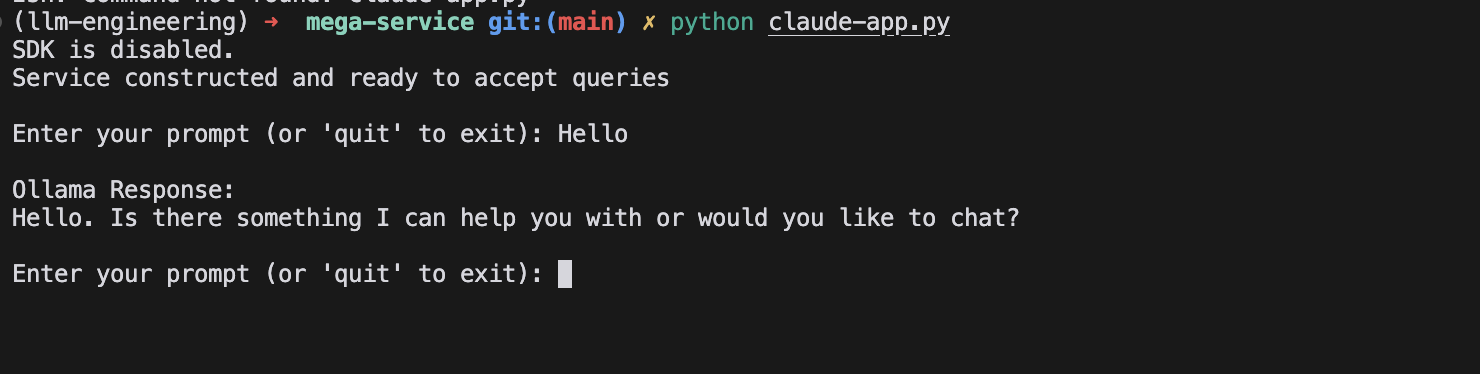 (llm-engineering) → mega-service git:(main) ✗ python claude-app.py
SDK is disabled.
Service constructed and ready to accept queries
Enter your prompt (or 'quit' to exit): Hello
Ollama Response:
Hello. Is there something I can help you with or would you like to chat?
Enter your prompt (or 'quit' to exit):